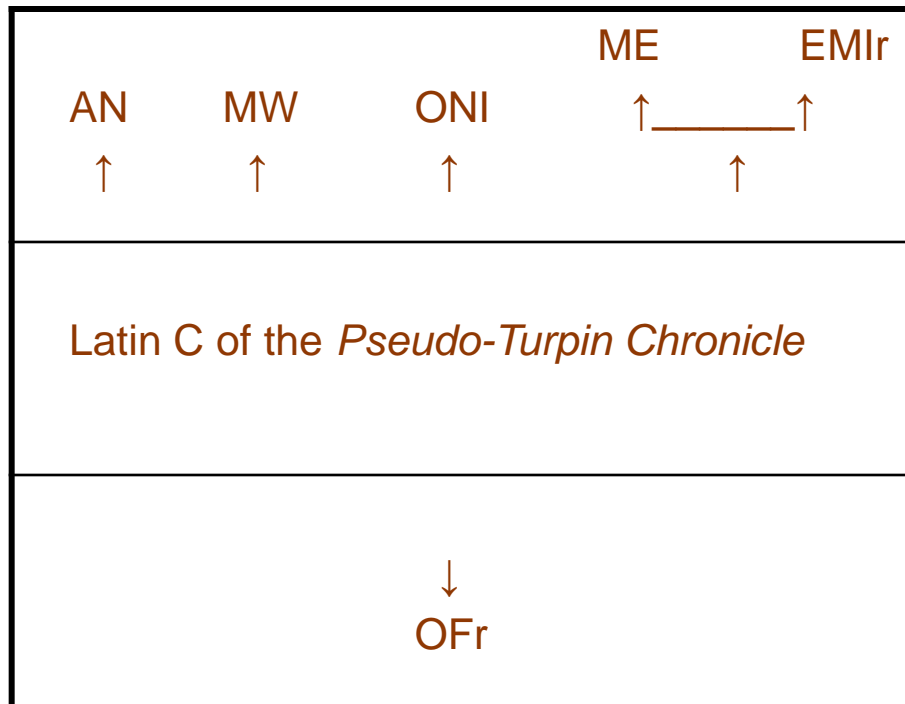 ME EMIr
AN MW ONI ↑______↑
↑ ↑ ↑ ↑
Latin C of the Pseudo-Turpin Chronicle
↓
OFr